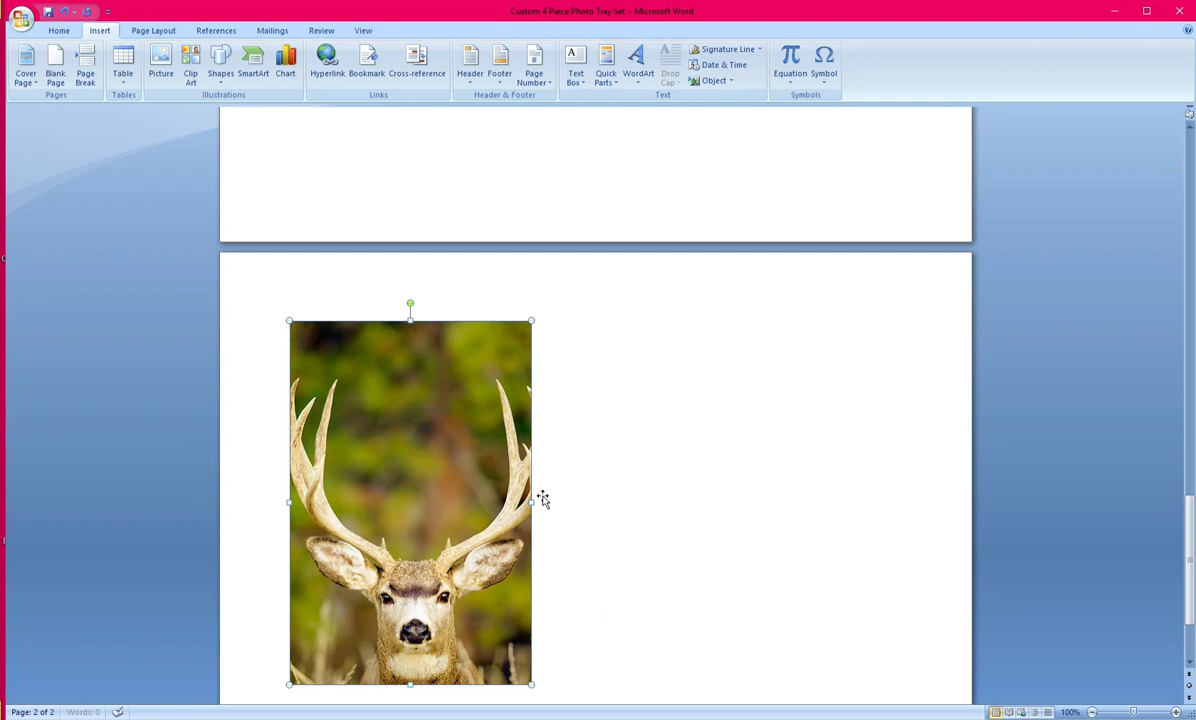 Custom 4 Piece Photo Tray Set - Microsoft Word
Home Insert Page Layout References Mailings Review View
Cover Page Blank Page Page Break Table Picture Clip Art Shapes SmartArt Chart Hyperlink Bookmark Cross-reference Header Footer Page Number Text Box Quick Parts WordArt Drop Cap Signature Line Date & Time Object Equation Symbol
Pages Tables Illustrations Links Header & Footer Text Symbols
Page: 2 of 2 Words: 0 100%